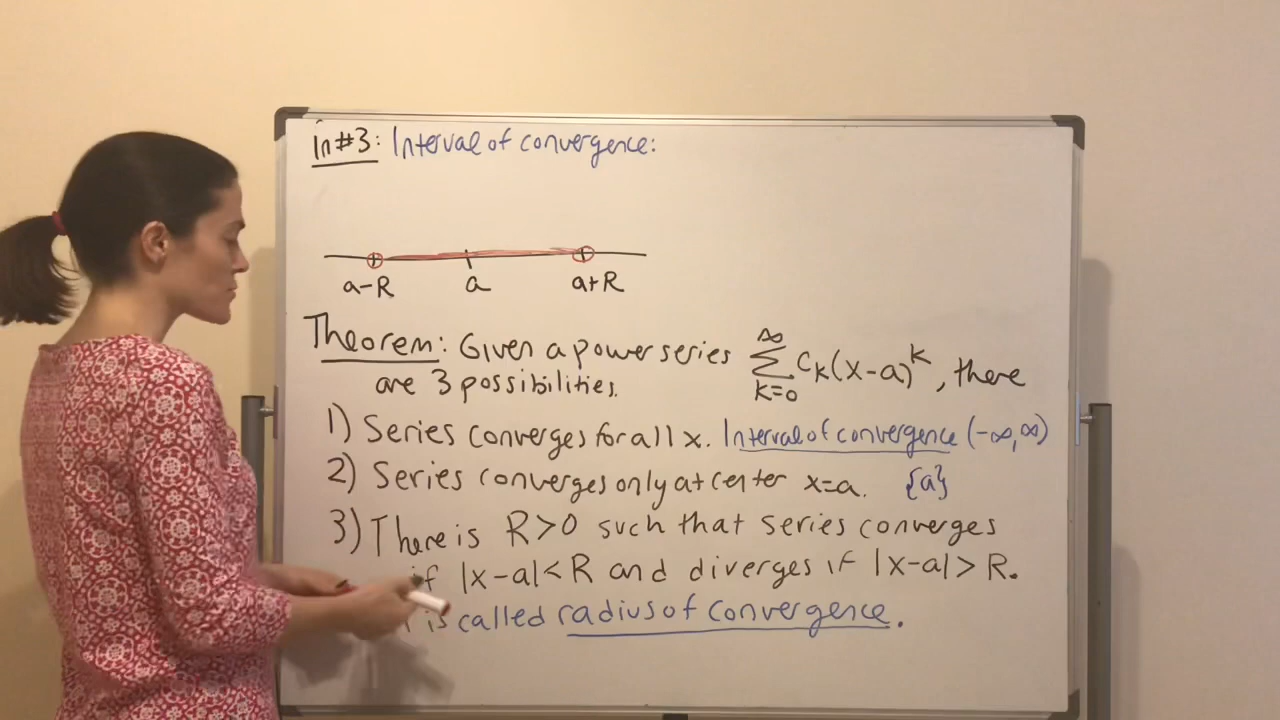 In #3: Interval of convergence:
a-R a a+R
Theorem: Given a power series ∑_{k=0}^{∞} c_k(x-a)^k, there
are 3 possibilities.
1) Series converges for all x. Interval of convergence (-∞,∞)
2) Series converges only at center x=a. {a}
3) There is R>0 such that series converges
if |x-a|<R and diverges if |x-a|>R.
is called radius of convergence.